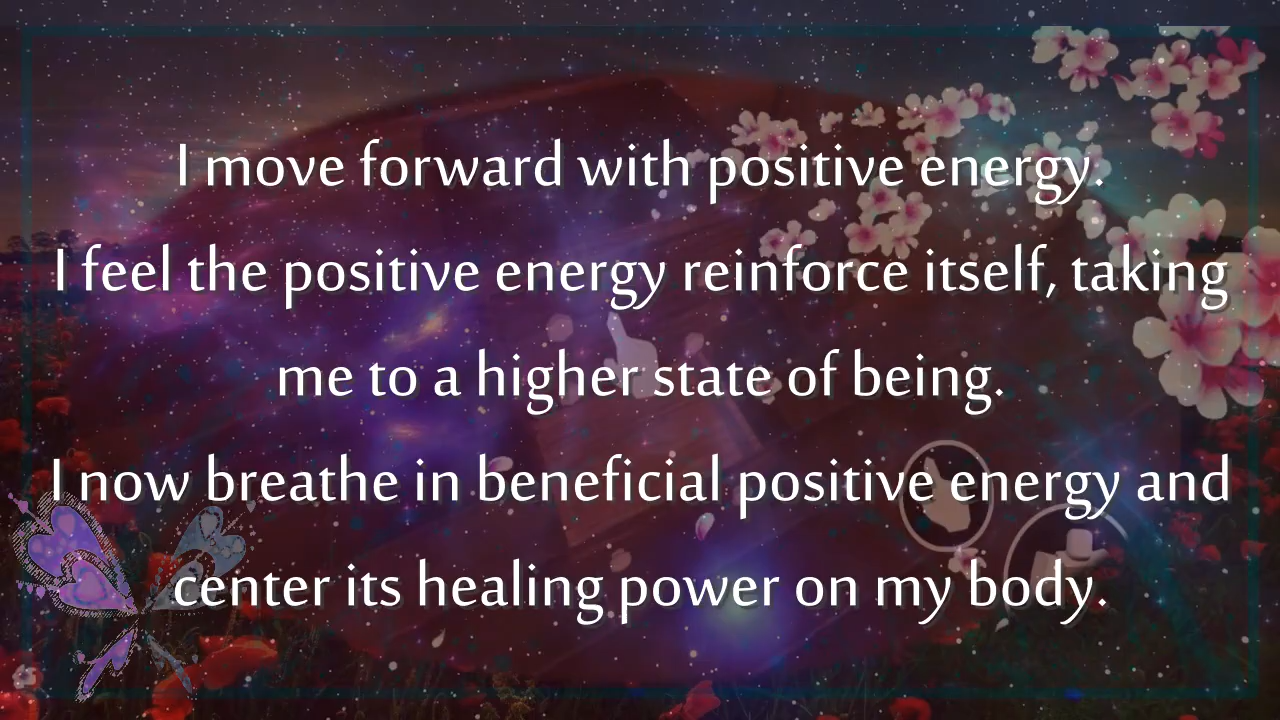 I move forward with positive energy.
I feel the positive energy reinforce itself, taking
me to a higher state of being.
I now breathe in beneficial positive energy and
center its healing power on my body.